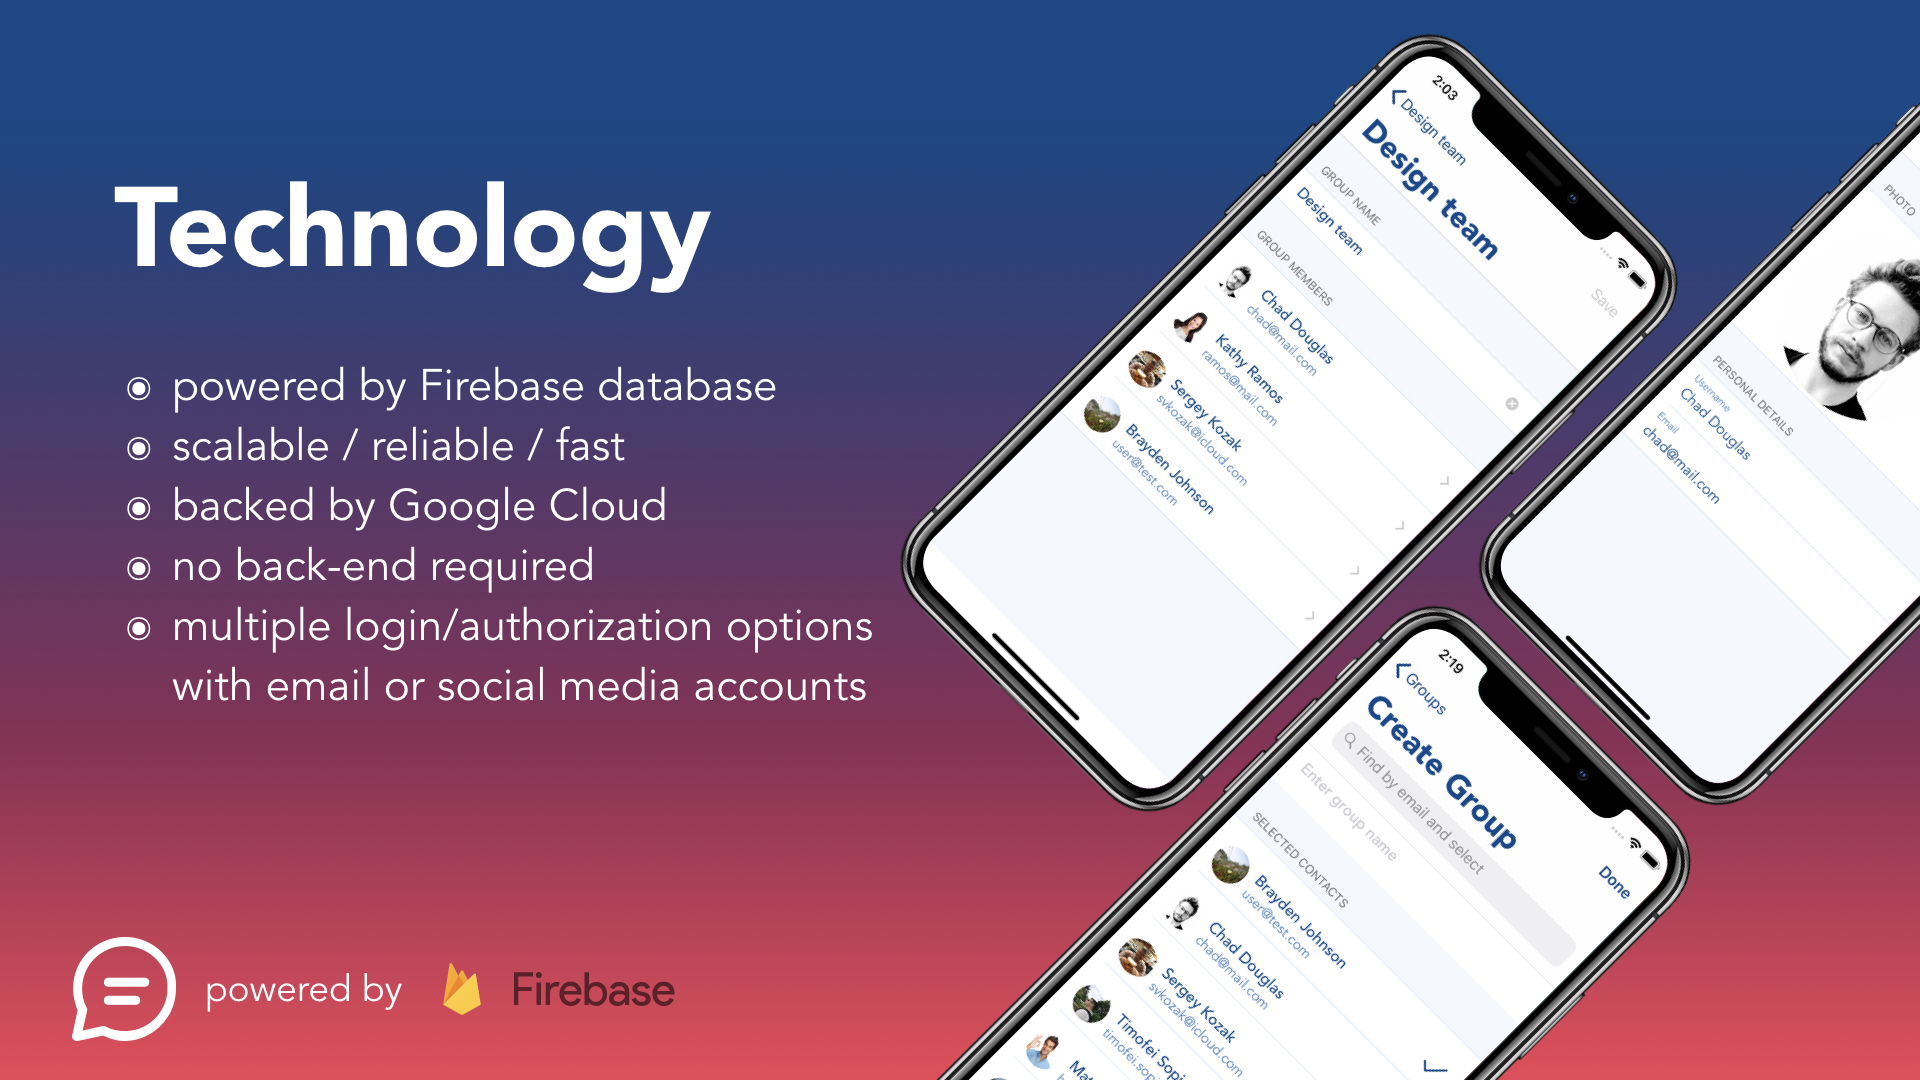 Technology
powered by Firebase database
scalable / reliable / fast
backed by Google Cloud
no back-end required
multiple login/authorization options
with email or social media accounts
powered by
Firebase
2:03
Design team
Design team
Save
GROUP NAME
Design team
GROUP MEMBERS
Chad Douglas
chad@mail.com
Kathy Ramos
ramos@mail.com
Sergey Kozak
svkozak@icloud.com
Brayden Johnson
user@test.com
PHOTO
PERSONAL DETAILS
Username
Chad Douglas
Email
chad@mail.com
2:19
Groups
Done
Create Group
Find by email and select
Enter group name
SELECTED CONTACTS
Brayden Johnson
user@test.com
Chad Douglas
chad@mail.com
Sergey Kozak
svkozak@icloud.com
Timofei Sopi
timofei.sopi
Mat